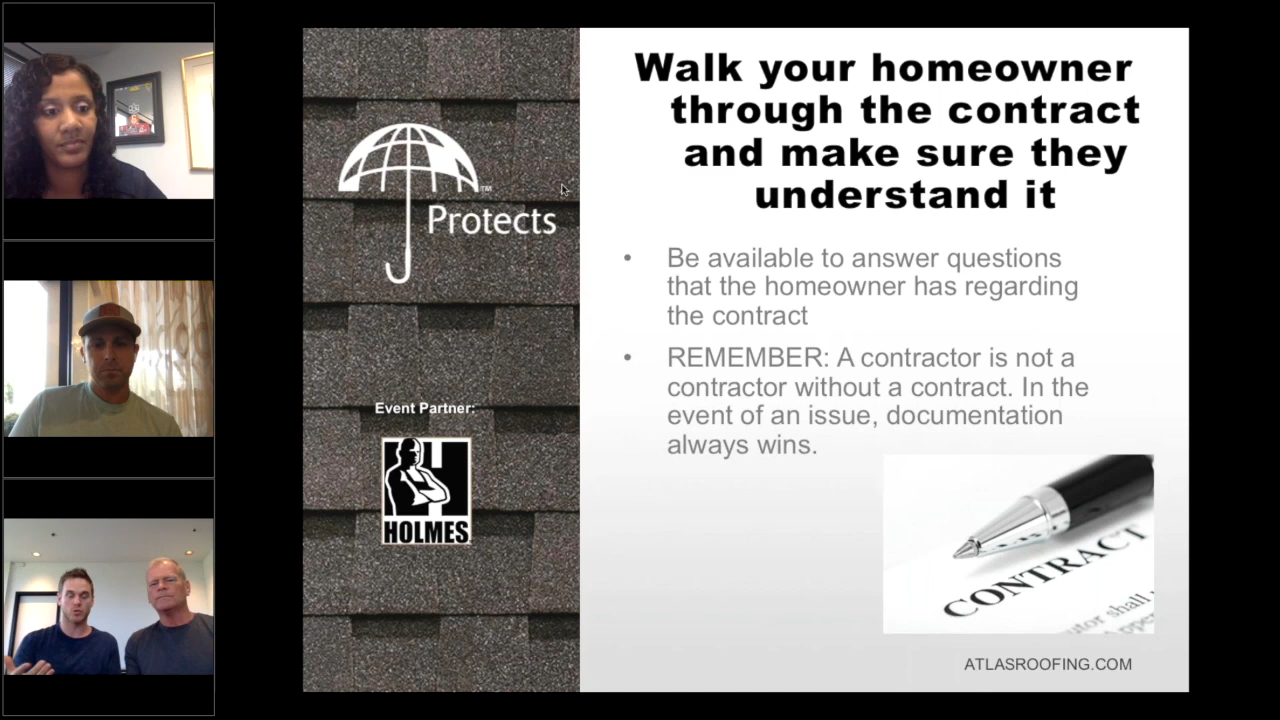 Walk your homeowner
through the contract
and make sure they
understand it
™
Protects
• Be available to answer questions
that the homeowner has regarding
the contract
• REMEMBER: A contractor is not a
contractor without a contract. In the
event of an issue, documentation
always wins.
Event Partner:
HOLMES
CONTRACT
shall
ATLASROOFING.COM